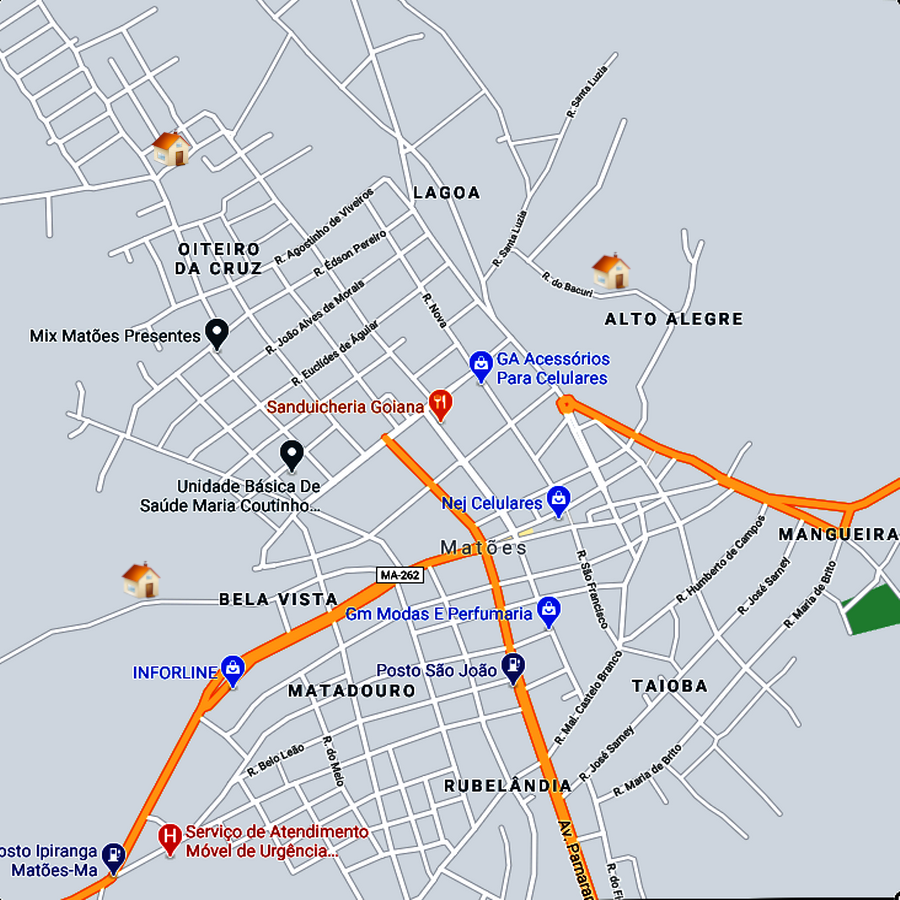 R. Santa Luzia
LAGOA
R. Agostinho de Viveiros
R. Santa Luzia
R. Édson Pereiro
OITEIRO
DA CRUZ
R. do Bacuri
R. João Alves de Morais
R. Nova
ALTO ALEGRE
Mix Matões Presentes
R. Euclídes de Aguiar
GA Acessórios
Para Celulares
Sanduicheria Goiana
Unidade Básica De
Saúde Maria Coutinho...
Nej Celulares
MANGUEIRA
Matões
R. Humberto de Campos
MA-262
R. São Francisco
R. José Sarney
R. Maria de Brito
BELA VISTA
Gm Modas E Perfumaria
INFORLINE
Posto São João
MATADOURO
R. Mal. Castelo Branco
TAIOBA
R. Belo Leão
R. do Meio
R. José Sarney
R. Maria de Brito
RUBELÂNDIA
Serviço de Atendimento
Móvel de Urgência...
osto Ipiranga
Matões-Ma
Av. Parnaran
R. do Fi